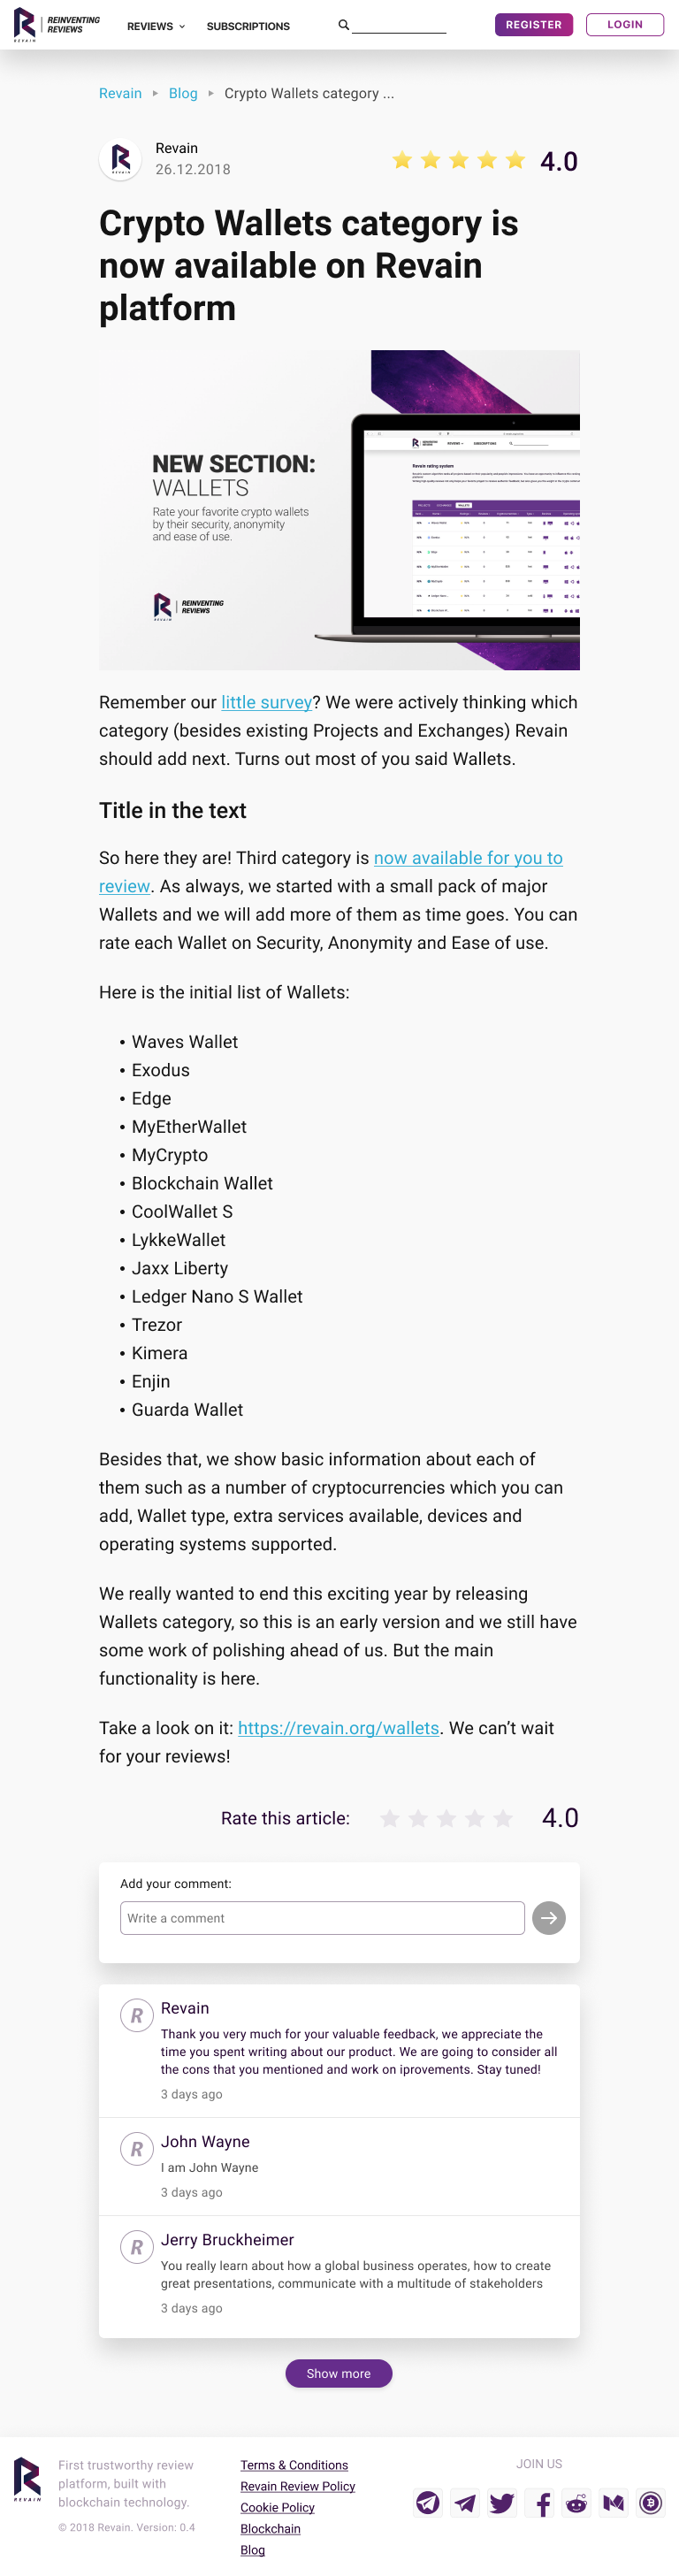 REINVENTING
REVIEWS
REVAIN
REVIEWS
SUBSCRIPTIONS
REGISTER
LOGIN
Revain
Blog
Crypto Wallets category ...
REVAIN
Revain
26.12.2018
4.0
Crypto Wallets category is
now available on Revain
platform
NEW SECTION:
WALLETS
Rate your favorite crypto wallets
by their security, anonymity
and ease of use.
REINVENTING
REVIEWS
REVAIN
REINVENTING
REVIEWS
REVIEWS
SUBSCRIPTIONS
Revain rating system
PROJECTS
EXCHANGES
WALLETS
Remember our little survey? We were actively thinking which
category (besides existing Projects and Exchanges) Revain
should add next. Turns out most of you said Wallets.
Title in the text
So here they are! Third category is now available for you to
review. As always, we started with a small pack of major
Wallets and we will add more of them as time goes. You can
rate each Wallet on Security, Anonymity and Ease of use.
Here is the initial list of Wallets:
• Waves Wallet
• Exodus
• Edge
• MyEtherWallet
• MyCrypto
• Blockchain Wallet
• CoolWallet S
• LykkeWallet
• Jaxx Liberty
• Ledger Nano S Wallet
• Trezor
• Kimera
• Enjin
• Guarda Wallet
Besides that, we show basic information about each of
them such as a number of cryptocurrencies which you can
add, Wallet type, extra services available, devices and
operating systems supported.
We really wanted to end this exciting year by releasing
Wallets category, so this is an early version and we still have
some work of polishing ahead of us. But the main
functionality is here.
Take a look on it: https://revain.org/wallets. We can’t wait
for your reviews!
Rate this article:
4.0
Add your comment:
Write a comment
R
Revain
Thank you very much for your valuable feedback, we appreciate the
time you spent writing about our product. We are going to consider all
the cons that you mentioned and work on iprovements. Stay tuned!
3 days ago
R
John Wayne
I am John Wayne
3 days ago
R
Jerry Bruckheimer
You really learn about how a global business operates, how to create
great presentations, communicate with a multitude of stakeholders
3 days ago
Show more
REVAIN
First trustworthy review
platform, built with
blockchain technology.
© 2018 Revain. Version: 0.4
Terms & Conditions
Revain Review Policy
Cookie Policy
Blockchain
Blog
JOIN US